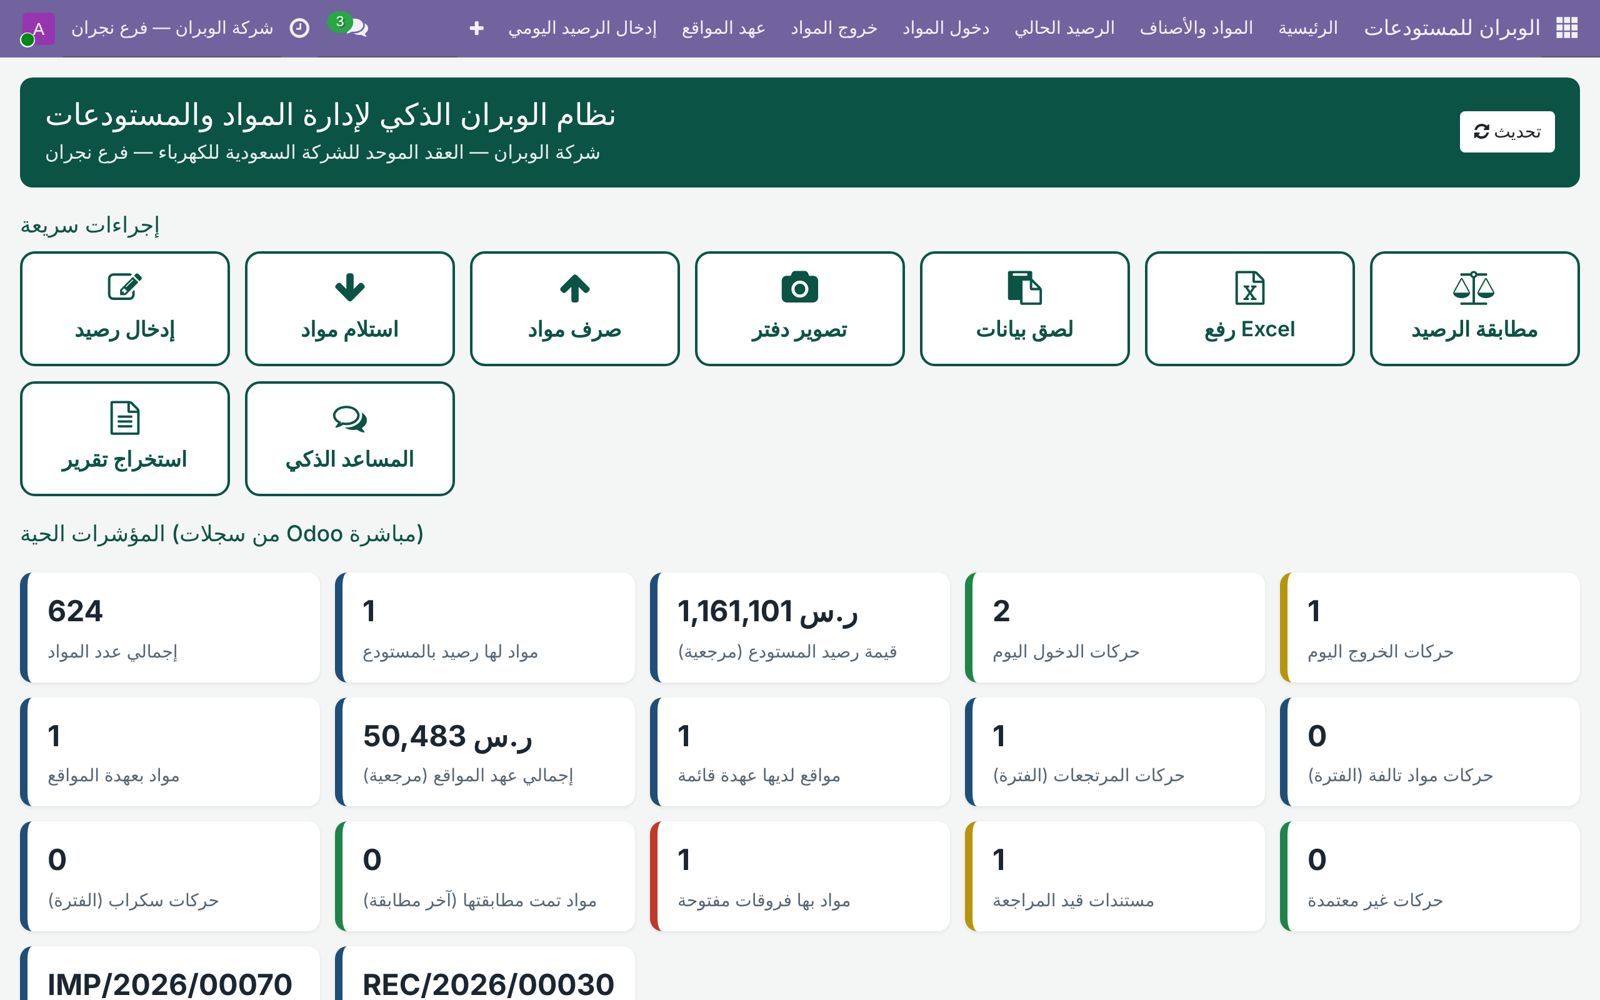 الوبران للمستودعات
الرئيسية
المواد والأصناف
الرصيد الحالي
دخول المواد
خروج المواد
عهد المواقع
إدخال الرصيد اليومي
3
شركة الوبران — فرع نجران
A
نظام الوبران الذكي لإدارة المواد والمستودعات
شركة الوبران — العقد الموحد للشركة السعودية للكهرباء — فرع نجران
تحديث
إجراءات سريعة
إدخال رصيد
استلام مواد
صرف مواد
تصوير دفتر
لصق بيانات
رفع Excel
مطابقة الرصيد
استخراج تقرير
المساعد الذكي
المؤشرات الحية (مباشرة Odoo من سجلات)
624
إجمالي عدد المواد
1
مواد لها رصيد بالمستودع
1,161,101 ر.س
قيمة رصيد المستودع (مرجعية)
2
حركات الدخول اليوم
1
حركات الخروج اليوم
1
مواد بعهدة المواقع
50,483 ر.س
إجمالي عهد المواقع (مرجعية)
1
مواقع لديها عهدة قائمة
1
حركات المرتجعات (الفترة)
0
حركات مواد تالفة (الفترة)
0
حركات سكراب (الفترة)
0
مواد تمت مطابقتها (آخر مطابقة)
1
مواد بها فروقات مفتوحة
1
مستندات قيد المراجعة
0
حركات غير معتمدة
IMP/2026/00070
REC/2026/00030